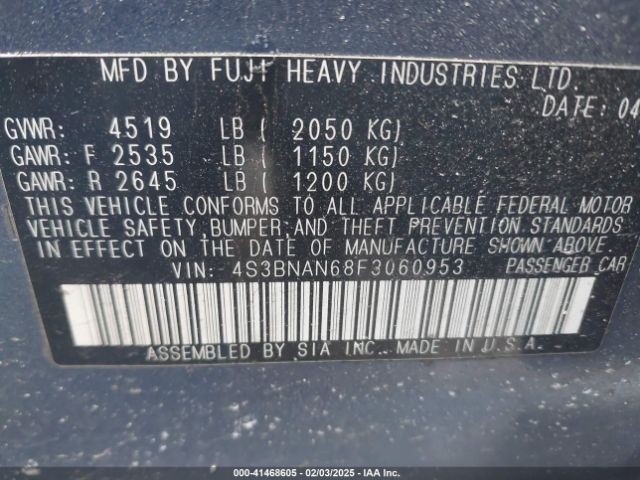 MFD BY FUJI HEAVY INDUSTRIES LTD.
DATE: 04
GVWR: 4519 LB ( 2050 KG)
GAWR: F 2535 LB ( 1150 KG)
GAWR: R 2645 LB ( 1200 KG)
THIS VEHICLE CONFORMS TO ALL APPLICABLE FEDERAL MOTOR
VEHICLE SAFETY, BUMPER, AND THEFT PREVENTION STANDARDS
IN EFFECT ON THE DATE OF MANUFACTURE SHOWN ABOVE.
VIN: 4S3BNAN68F3060953 PASSENGER CAR
ASSEMBLED BY SIA INC. MADE IN U.S.A.
000-41468605 - 02/03/2025 - IAA Inc.